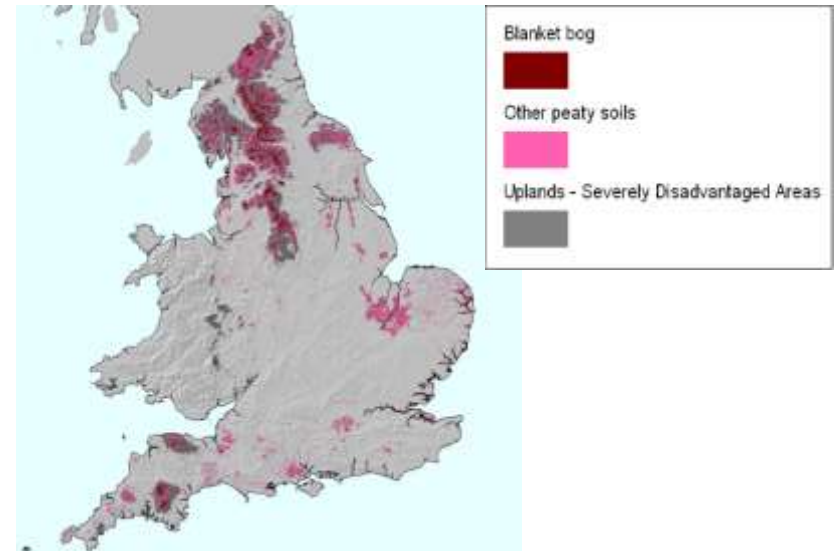 Blanket bog
Other peaty soils
Uplands - Severely Disadvantaged Areas